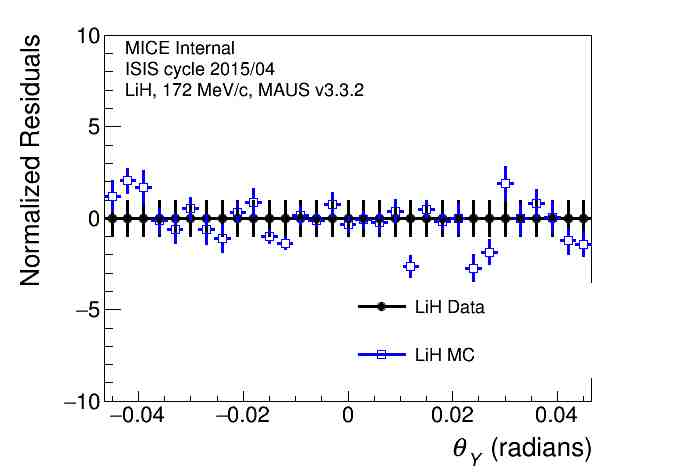 MICE Internal
ISIS cycle 2015/04
LiH, 172 MeV/c, MAUS v3.3.2
Normalized Residuals
10
5
0
−5
−10
LiH Data
LiH MC
−0.04
−0.02
0
0.02
0.04
θY (radians)